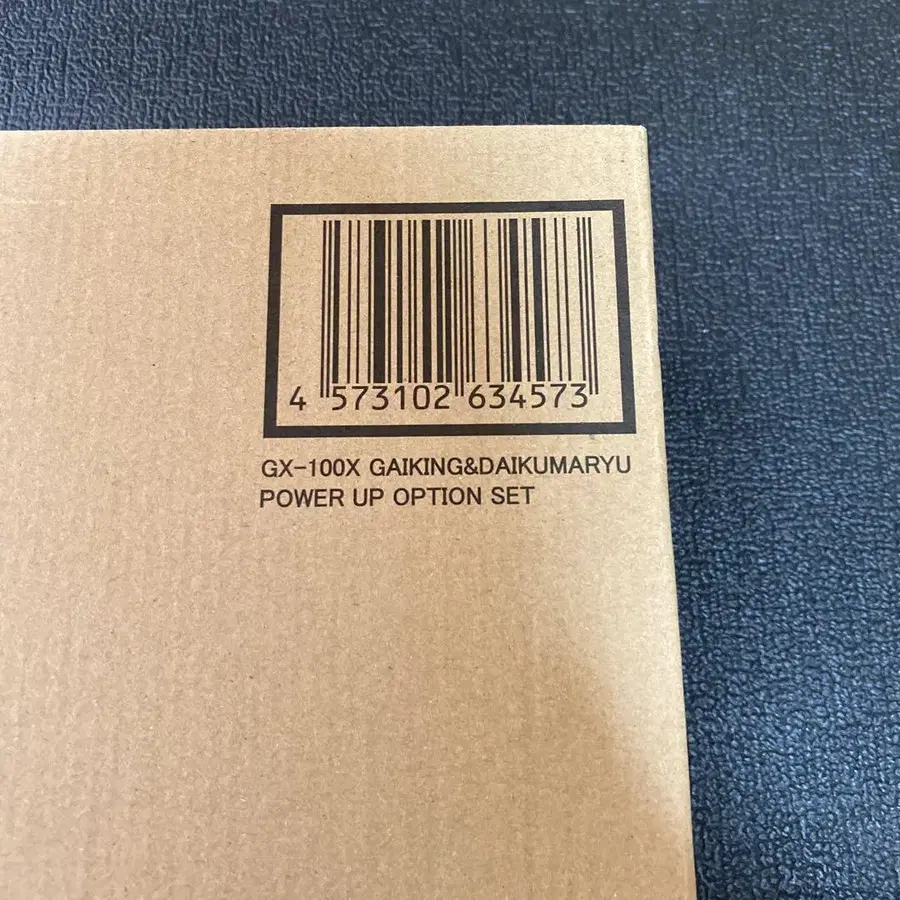 4 573102 634573
GX-100X GAIKING&DAIKUMARYU
POWER UP OPTION SET